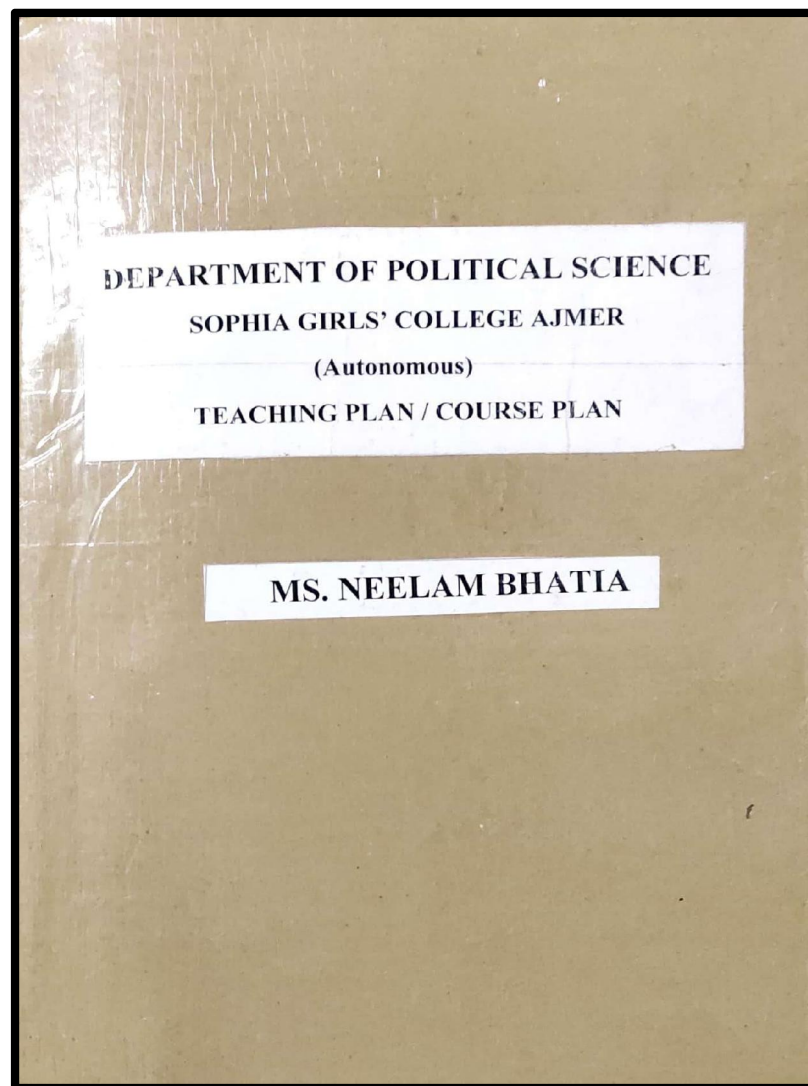 DEPARTMENT OF POLITICAL SCIENCE
SOPHIA GIRLS' COLLEGE AJMER
(Autonomous)
TEACHING PLAN / COURSE PLAN
MS. NEELAM BHATIA